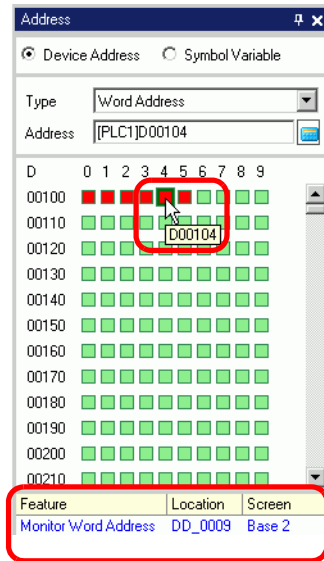 Address
Device Address Symbol Variable
Type Word Address
Address [PLC1]D00104
D 0 1 2 3 4 5 6 7 8 9
00100
00110
D00104
00120
00130
00140
00150
00160
00170
00180
00190
00200
00210
Feature Location Screen
Monitor Word Address DD_0009 Base 2